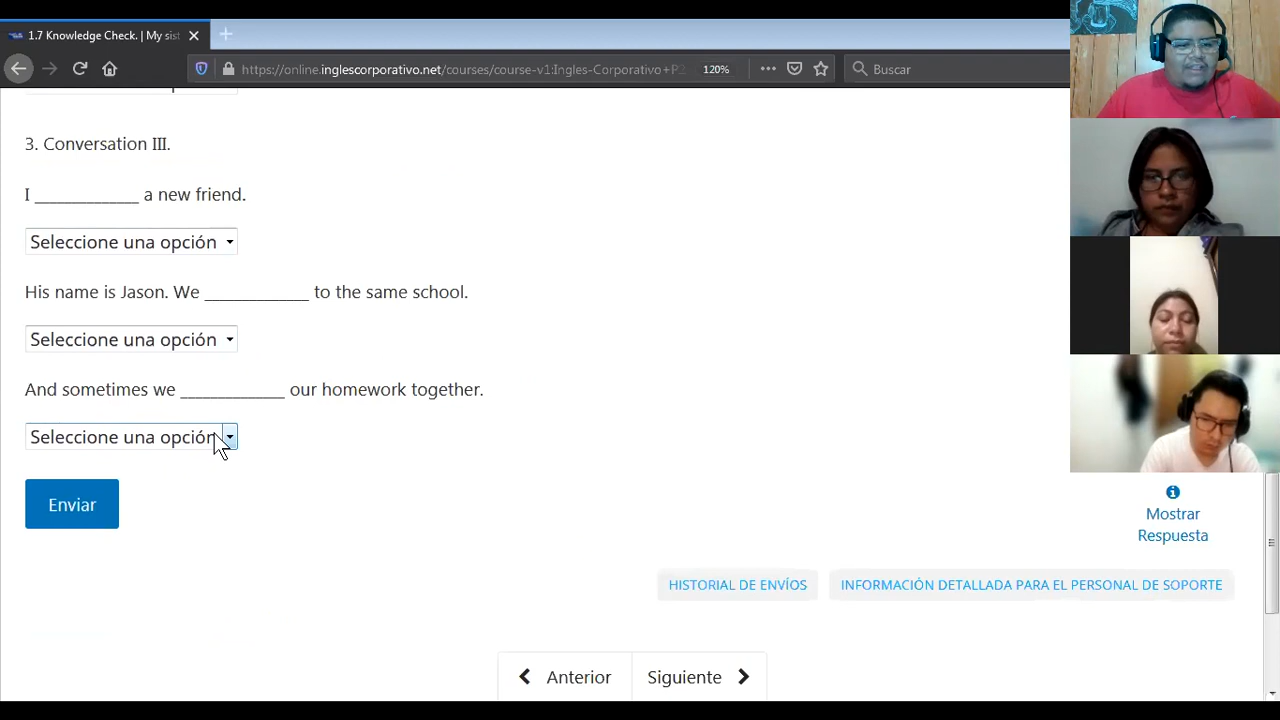 1.7 Knowledge Check. | My sist
https://online.inglescorporativo.net/courses/course-v1:Ingles-Corporativo+P2
120%
Buscar
3. Conversation III.
I _____________ a new friend.
Seleccione una opción
His name is Jason. We _____________ to the same school.
Seleccione una opción
And sometimes we _____________ our homework together.
Seleccione una opción
Enviar
Mostrar
Respuesta
HISTORIAL DE ENVÍOS
INFORMACIÓN DETALLADA PARA EL PERSONAL DE SOPORTE
Anterior
Siguiente